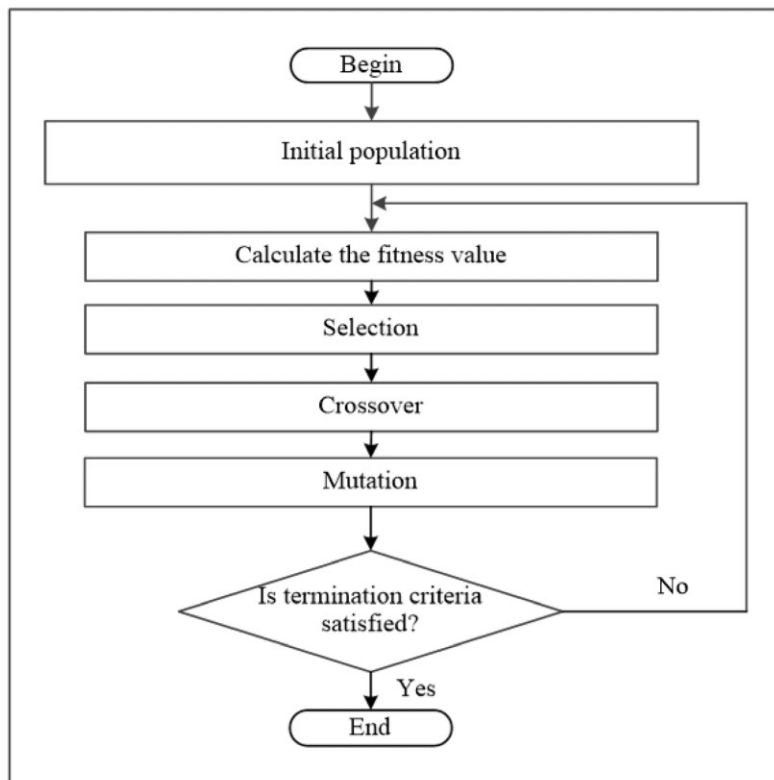 Begin
Initial population
Calculate the fitness value
Selection
Crossover
Mutation
Is termination criteria
satisfied?
No
Yes
End